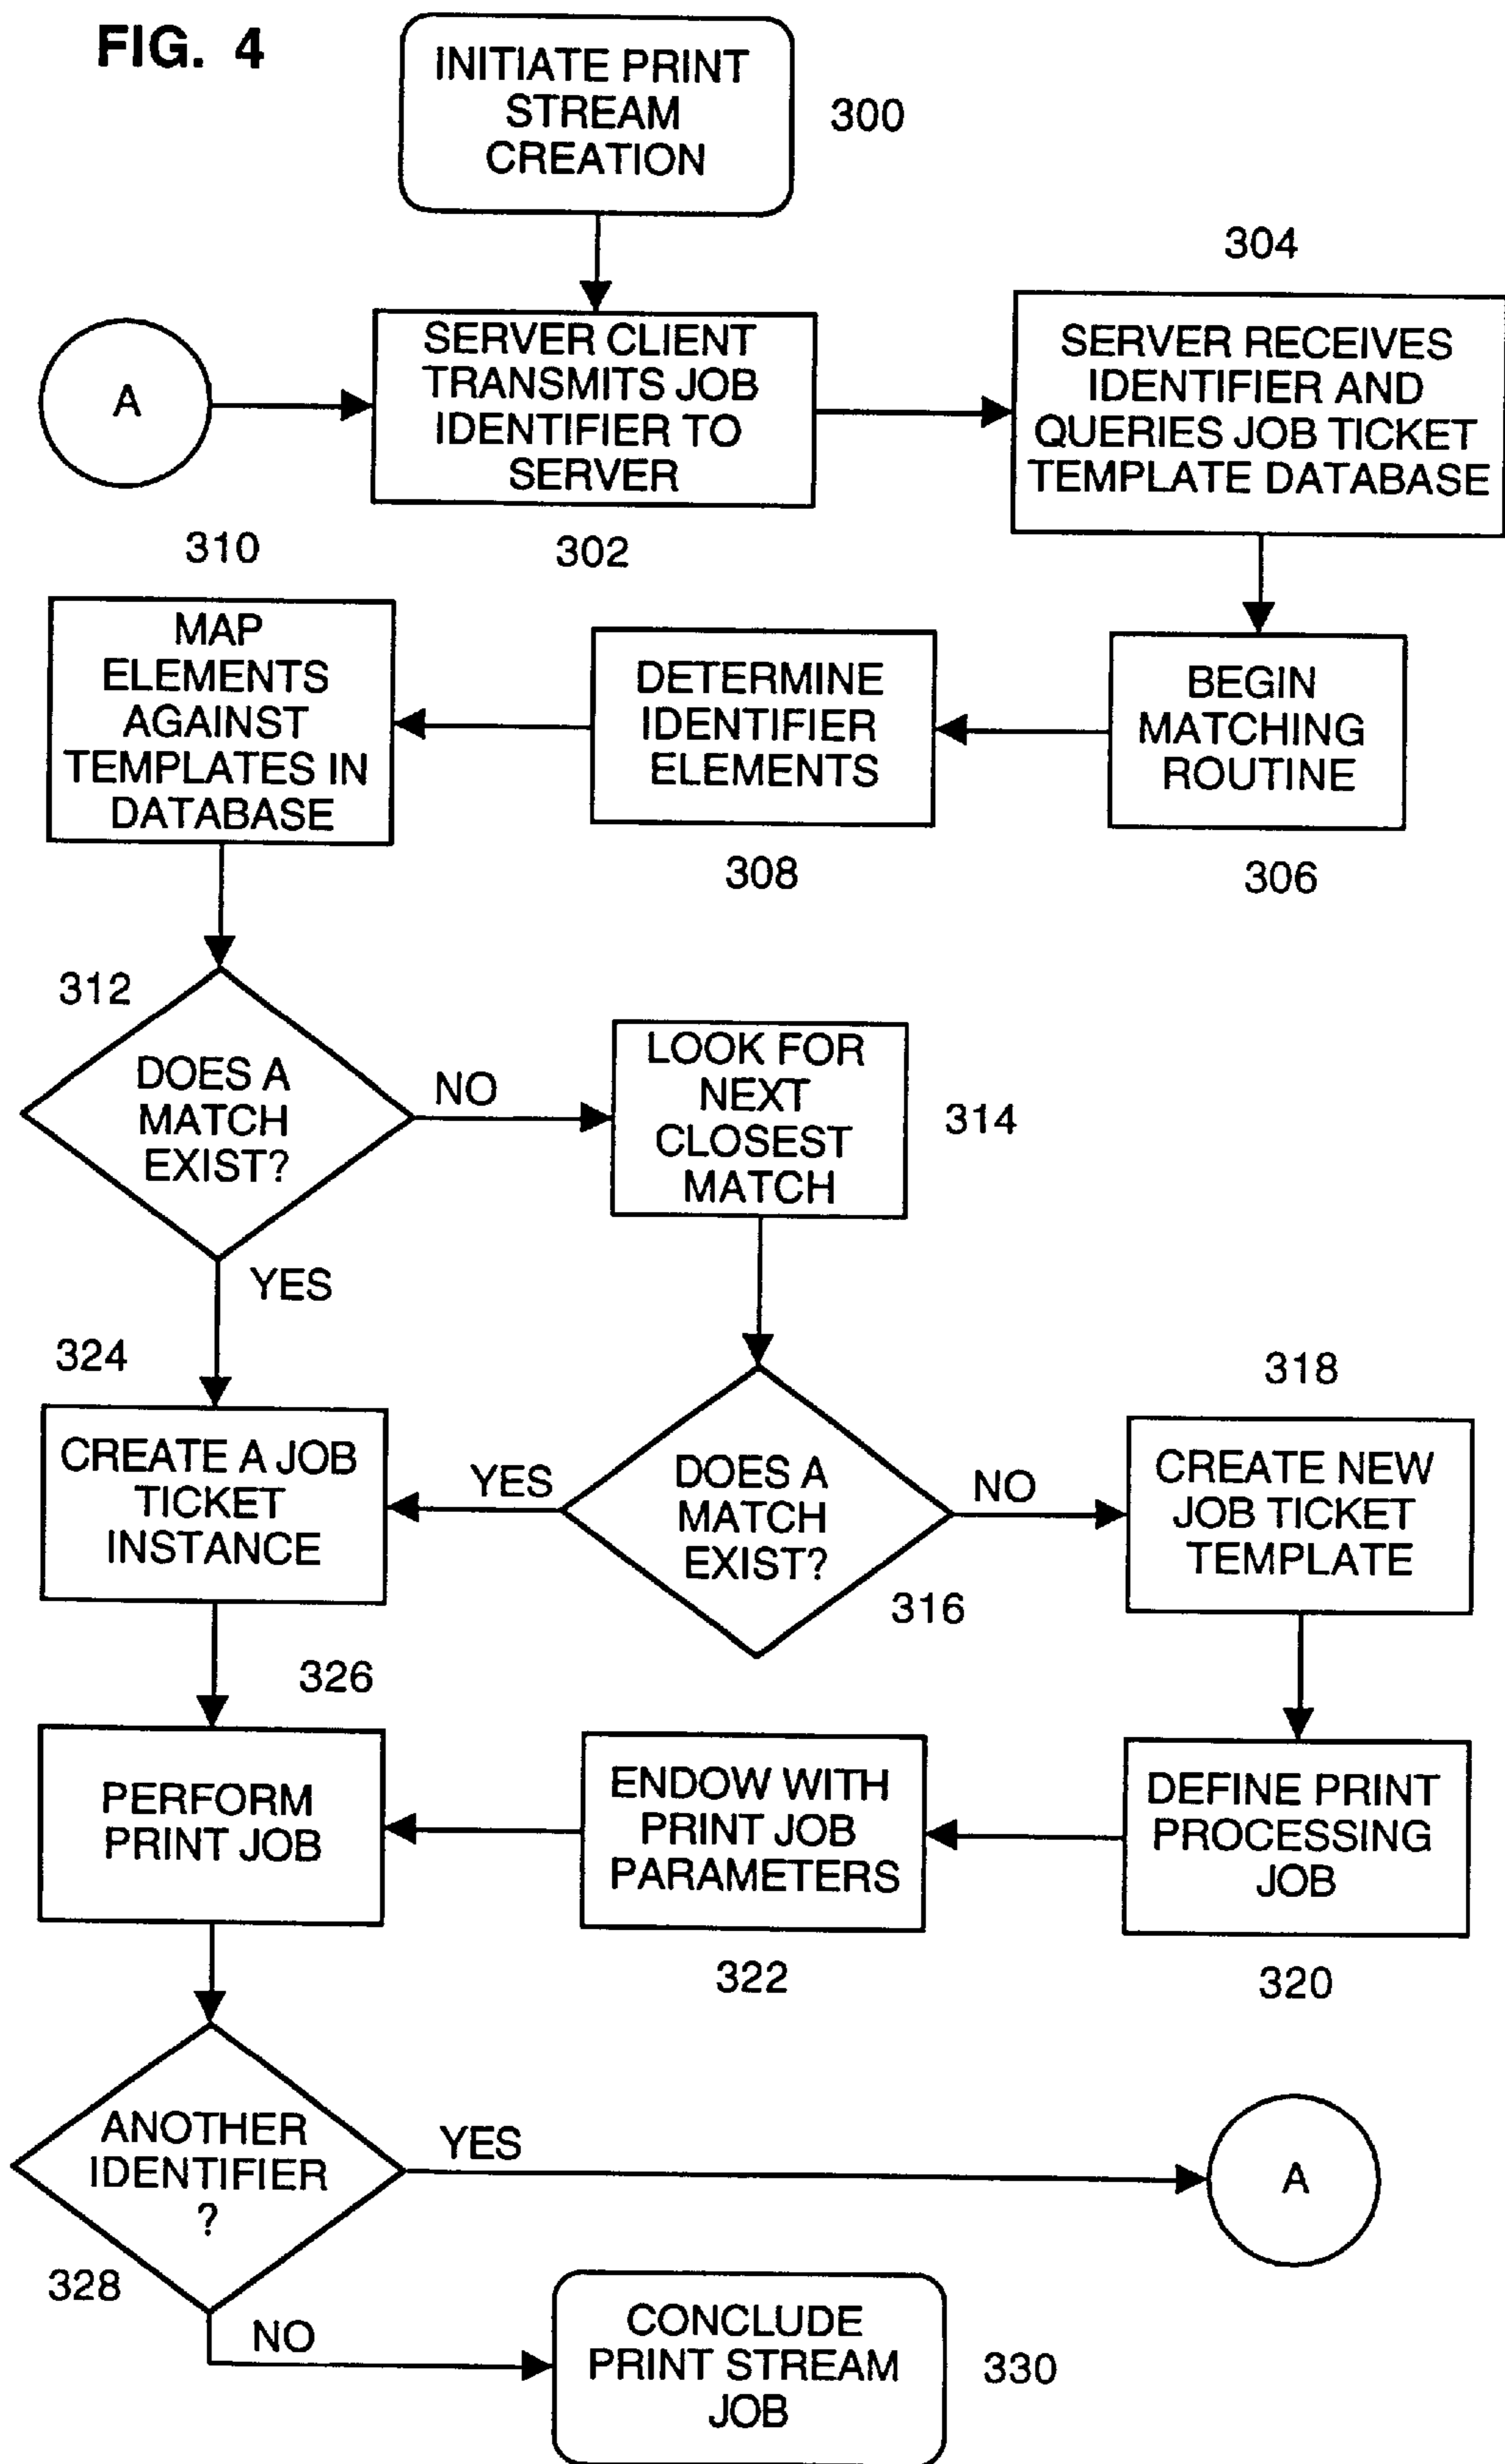 FIG. 4
INITIATE PRINT
STREAM
CREATION
300
304
A
SERVER CLIENT
TRANSMITS JOB
IDENTIFIER TO
SERVER
302
SERVER RECEIVES
IDENTIFIER AND
QUERIES JOB TICKET
TEMPLATE DATABASE
310
MAP
ELEMENTS
AGAINST
TEMPLATES IN
DATABASE
DETERMINE
IDENTIFIER
ELEMENTS
308
BEGIN
MATCHING
ROUTINE
306
312
DOES A
MATCH
EXIST?
NO
YES
LOOK FOR
NEXT
CLOSEST
MATCH
314
324
CREATE A JOB
TICKET
INSTANCE
YES
DOES A
MATCH
EXIST?
316
NO
318
CREATE NEW
JOB TICKET
TEMPLATE
326
PERFORM
PRINT JOB
ENDOW WITH
PRINT JOB
PARAMETERS
322
DEFINE PRINT
PROCESSING
JOB
320
ANOTHER
IDENTIFIER
?
328
YES
A
NO
CONCLUDE
PRINT STREAM
JOB
330